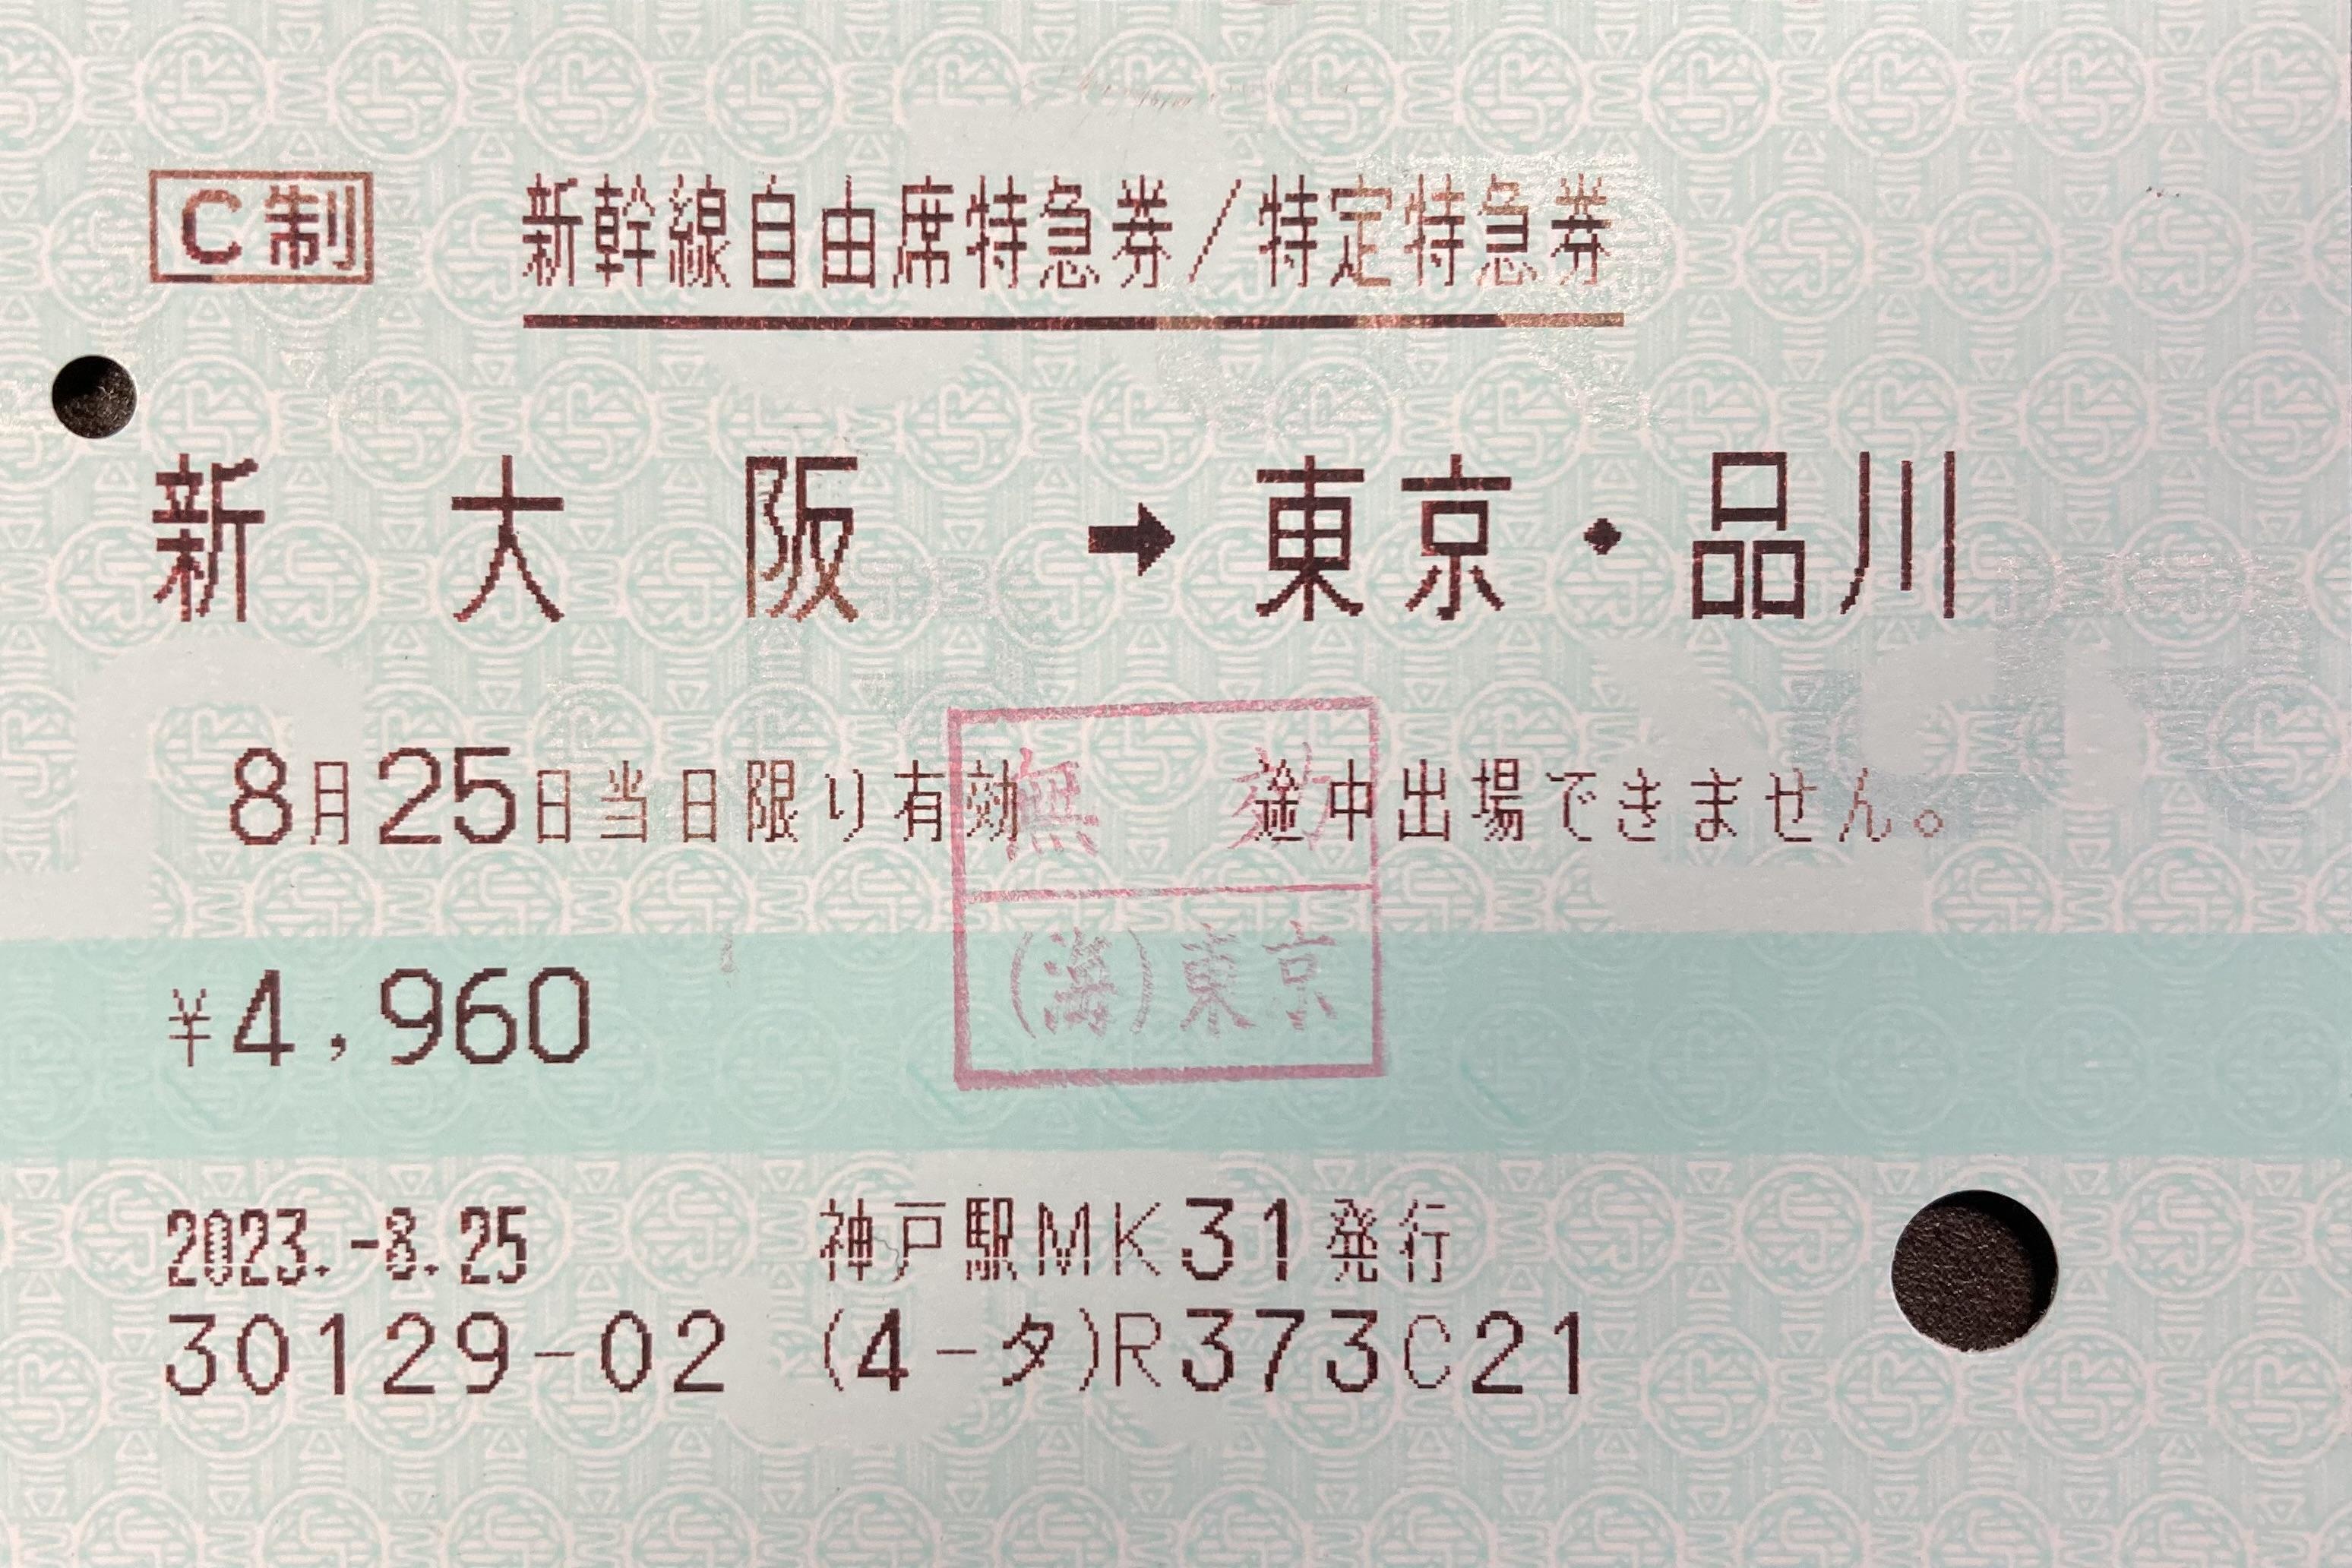 C制 新幹線自由席特急券/特定特急券
新大阪 ➡ 東京・品川
8月25日当日限り有効 途中出場できません。
無効
(海)東京
¥4,960
2023.-8.25 神戸駅MK31発行
30129-02 (4-タ)R373C21